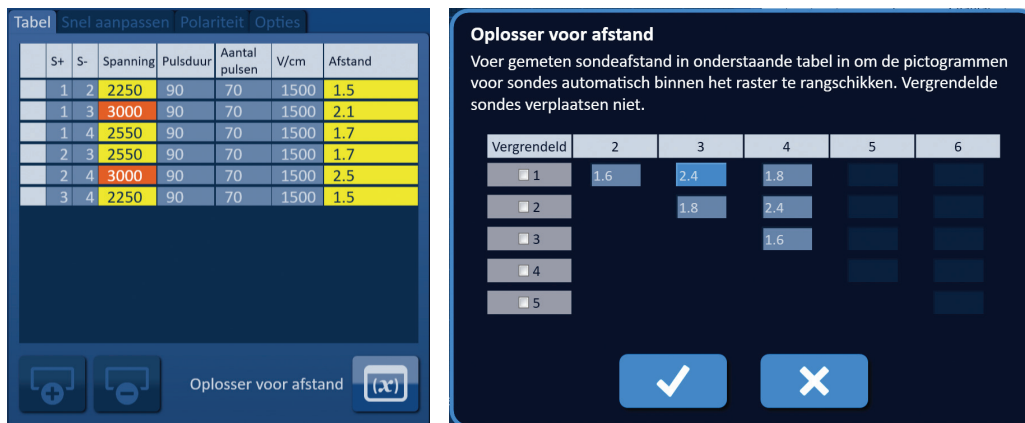 Tabel Snel aanpassen Polariteit Opties
S+ S- Spanning Pulsduur Aantal pulsen V/cm Afstand
1 2 2250 90 70 1500 1.5
1 3 3000 90 70 1500 2.1
1 4 2550 90 70 1500 1.7
2 3 2550 90 70 1500 1.7
2 4 3000 90 70 1500 2.5
3 4 2250 90 70 1500 1.5
Oplosser voor afstand (x)
Oplosser voor afstand
Voer gemeten sondeafstand in onderstaande tabel in om de pictogrammen
voor sondes automatisch binnen het raster te rangschikken. Vergrendelde
sondes verplaatsen niet.
Vergrendeld 2 3 4 5 6
1 1.6 2.4 1.8
2 1.8 2.4
3 1.6
4
5